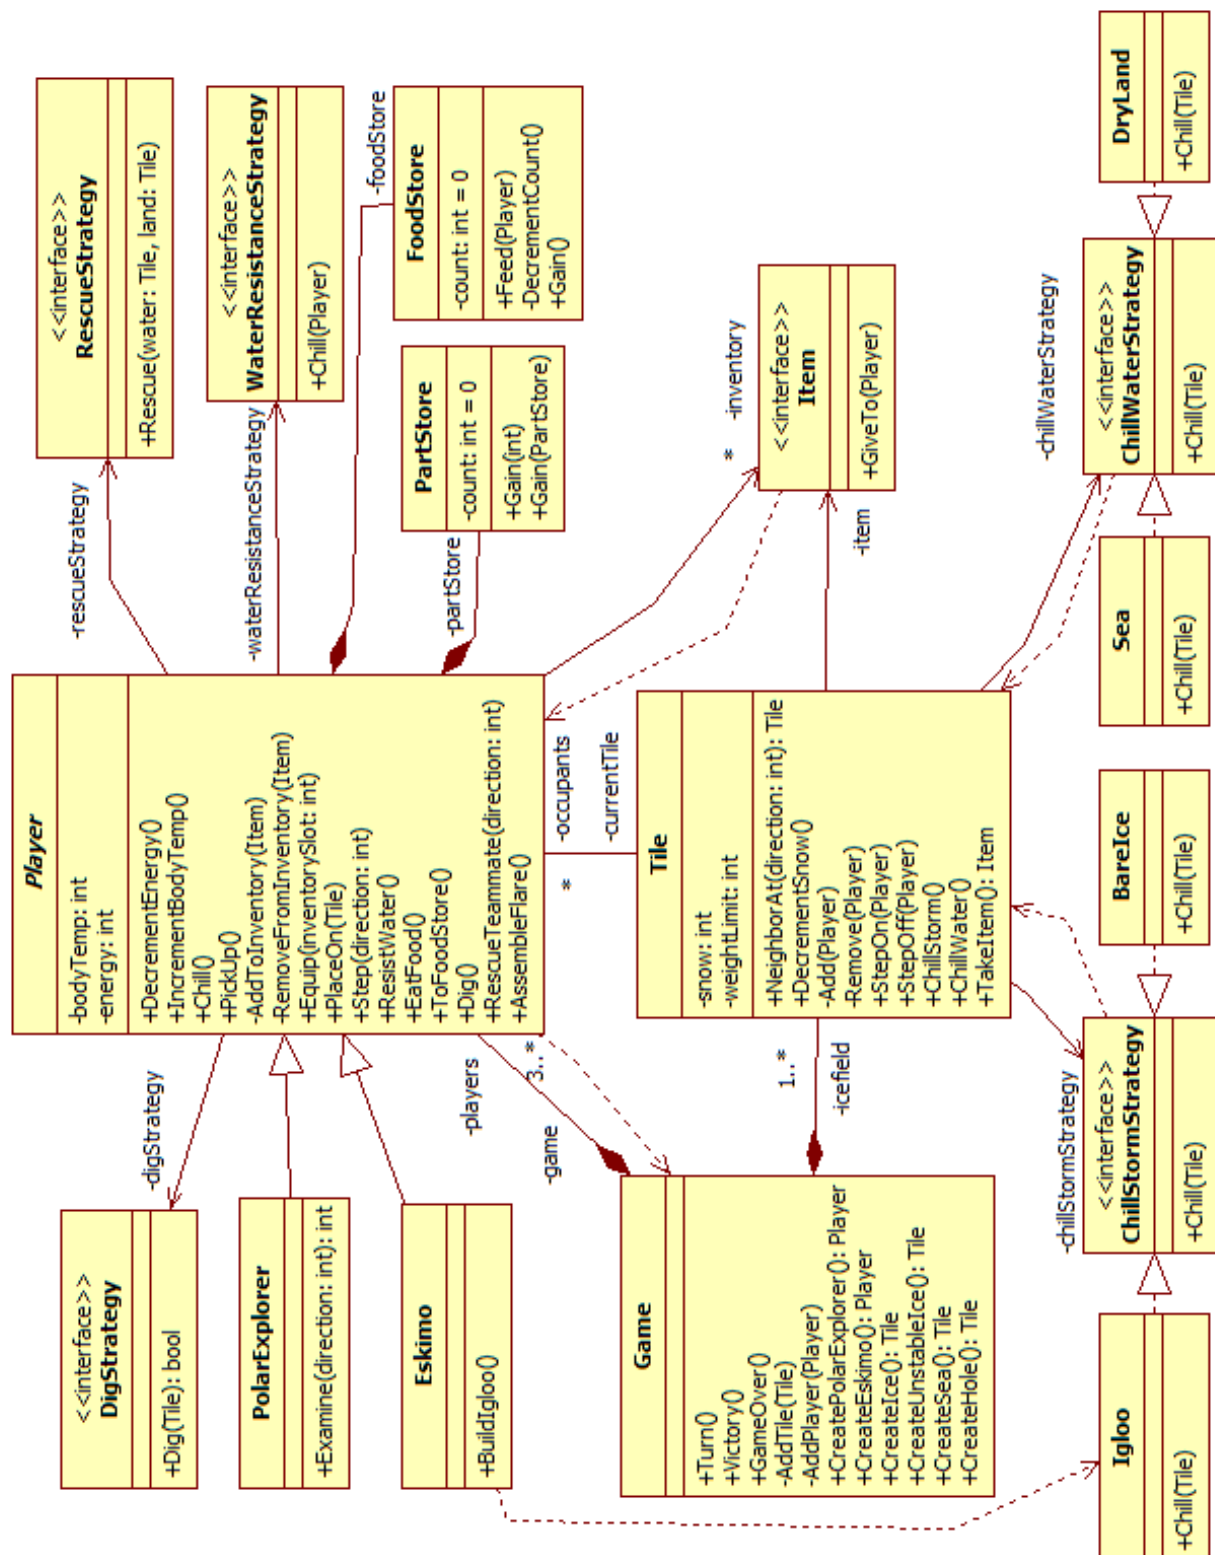 <<interface>>
DigStrategy
+Dig(Tile): bool
PolarExplorer
+Examine(direction: int): int
Eskimo
+BuildIgloo()
-digStrategy
Player
-bodyTemp: int
-energy: int
+DecrementEnergy()
+IncrementBodyTemp()
+Chill()
+PickUp()
-AddToInventory(Item)
-RemoveFromInventory(Item)
+Equip(inventorySlot: int)
+PlaceOn(Tile)
+Step(direction: int)
+ResistWater()
+EatFood()
+ToFoodStore()
+Dig()
+RescueTeammate(direction: int)
+AssembleFlare()
-rescueStrategy
<<interface>>
RescueStrategy
+Rescue(water: Tile, land: Tile)
-waterResistanceStrategy
<<interface>>
WaterResistanceStrategy
+Chill(Player)
-foodStore
FoodStore
-count: int = 0
+Feed(Player)
-DecrementCount()
+Gain()
-partStore
PartStore
-count: int = 0
+Gain(int)
+Gain(PartStore)
-players
3..*
-game
*
-occupants
-currentTile
*
-inventory
Game
+Turn()
+Victory()
+GameOver()
-AddTile(Tile)
-AddPlayer(Player)
+CreatePolarExplorer(): Player
+CreateEskimo(): Player
+CreateIce(): Tile
+CreateUnstableIce(): Tile
+CreateSea(): Tile
+CreateHole(): Tile
1..*
-icefield
Tile
-snow: int
-weightLimit: int
+NeighborAt(direction: int): Tile
+DecrementSnow()
-Add(Player)
-Remove(Player)
+StepOn(Player)
+StepOff(Player)
+ChillStorm()
+ChillWater()
+TakeItem(): Item
-item
<<interface>>
Item
+GiveTo(Player)
-chillStormStrategy
-chillWaterStrategy
Igloo
+Chill(Tile)
<<interface>>
ChillStormStrategy
+Chill(Tile)
BareIce
+Chill(Tile)
Sea
+Chill(Tile)
<<interface>>
ChillWaterStrategy
+Chill(Tile)
DryLand
+Chill(Tile)